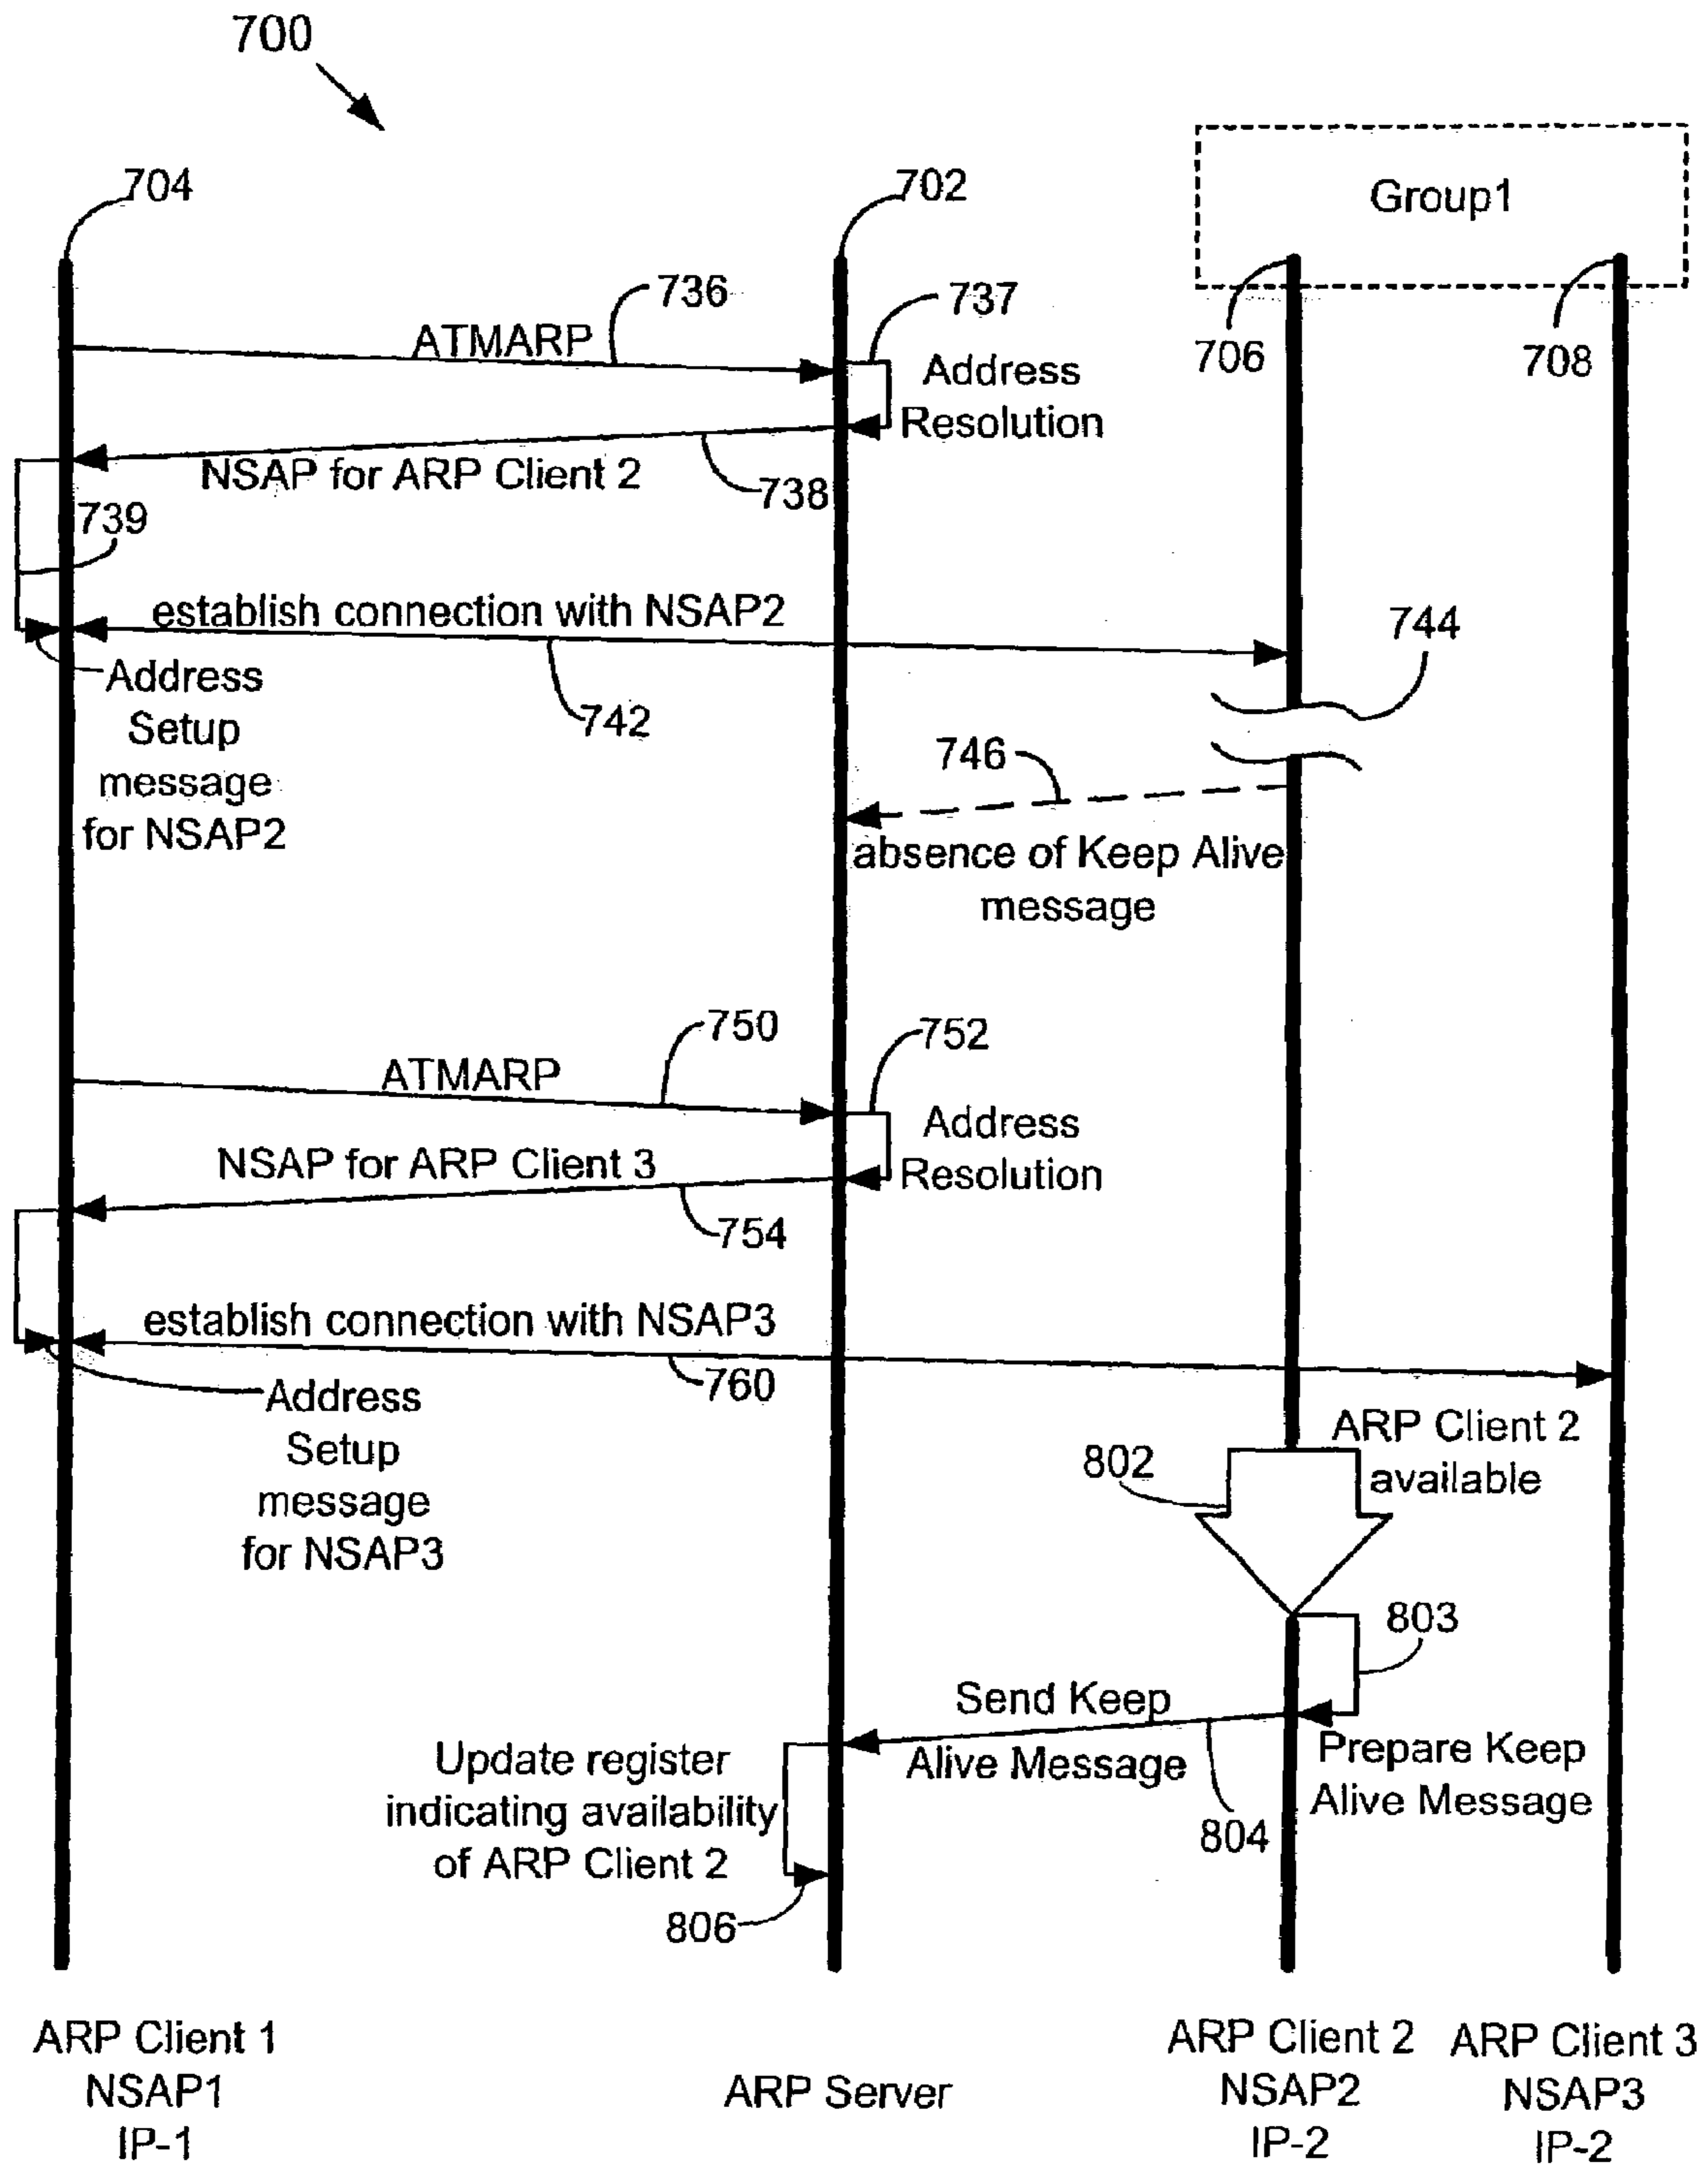 700
704
702
Group1
736
737
ATMARP
706
708
Address
Resolution
NSAP for ARP Client 2
738
739
establish connection with NSAP2
744
Address
Setup
message
for NSAP2
742
746
absence of Keep Alive
message
750
752
ATMARP
Address
Resolution
NSAP for ARP Client 3
754
establish connection with NSAP3
760
Address
Setup
message
for NSAP3
ARP Client 2
available
802
803
Send Keep
Alive Message
Prepare Keep
Alive Message
804
Update register
indicating availability
of ARP Client 2
806
ARP Client 1
NSAP1
IP-1
ARP Server
ARP Client 2
NSAP2
IP-2
ARP Client 3
NSAP3
IP-2